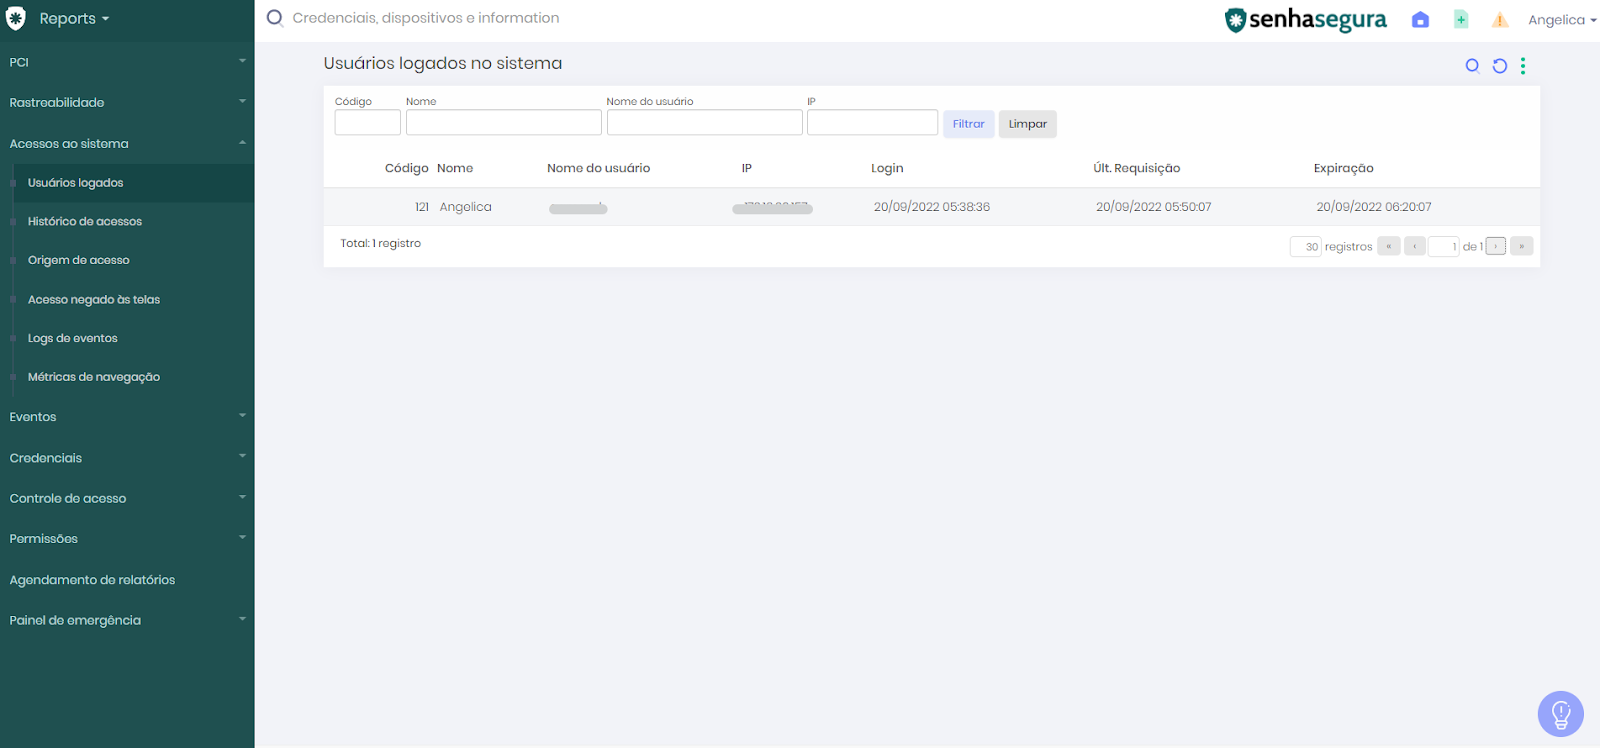 Reports
Credenciais, dispositivos e information
senhasegura
Angelica
PCI
Rastreabilidade
Acessos ao sistema
Usuários logados
Histórico de acessos
Origem de acesso
Acesso negado às telas
Logs de eventos
Métricas de navegação
Eventos
Credenciais
Controle de acesso
Permissões
Agendamento de relatórios
Painel de emergência
Usuários logados no sistema
Código Nome Nome do usuário IP
Filtrar Limpar
Código Nome Nome do usuário IP Login Últ. Requisição Expiração
121 Angelica 20/09/2022 05:38:36 20/09/2022 05:50:07 20/09/2022 06:20:07
Total: 1 registro
30 registros « ‹ 1 de 1 › »